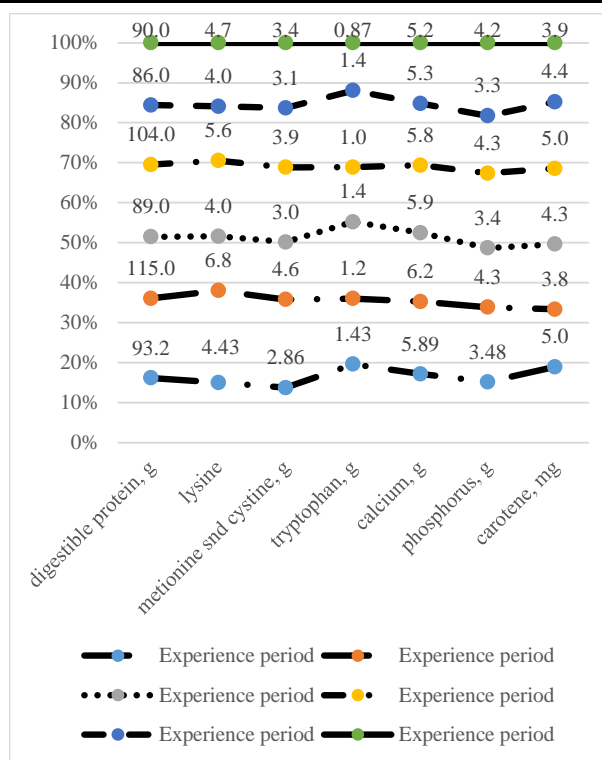 90.0 4.7 3.4 0.87 5.2 4.2 3.9
100%
86.0 4.0 3.1 1.4 5.3 3.3 4.4
90%
80%
104.0 5.6 3.9 1.0 5.8 4.3 5.0
70%
89.0 4.0 3.0 1.4 5.9 3.4 4.3
60%
50%
115.0 6.8 4.6 1.2 6.2 4.3 3.8
40%
30%
93.2 4.43 2.86 1.43 5.89 3.48 5.0
20%
10%
0%
digestible protein, g
lysine
metionine snd cystine, g
tryptophan, g
calcium, g
phosphorus, g
carotene, mg
Experience period Experience period
Experience period Experience period
Experience period Experience period